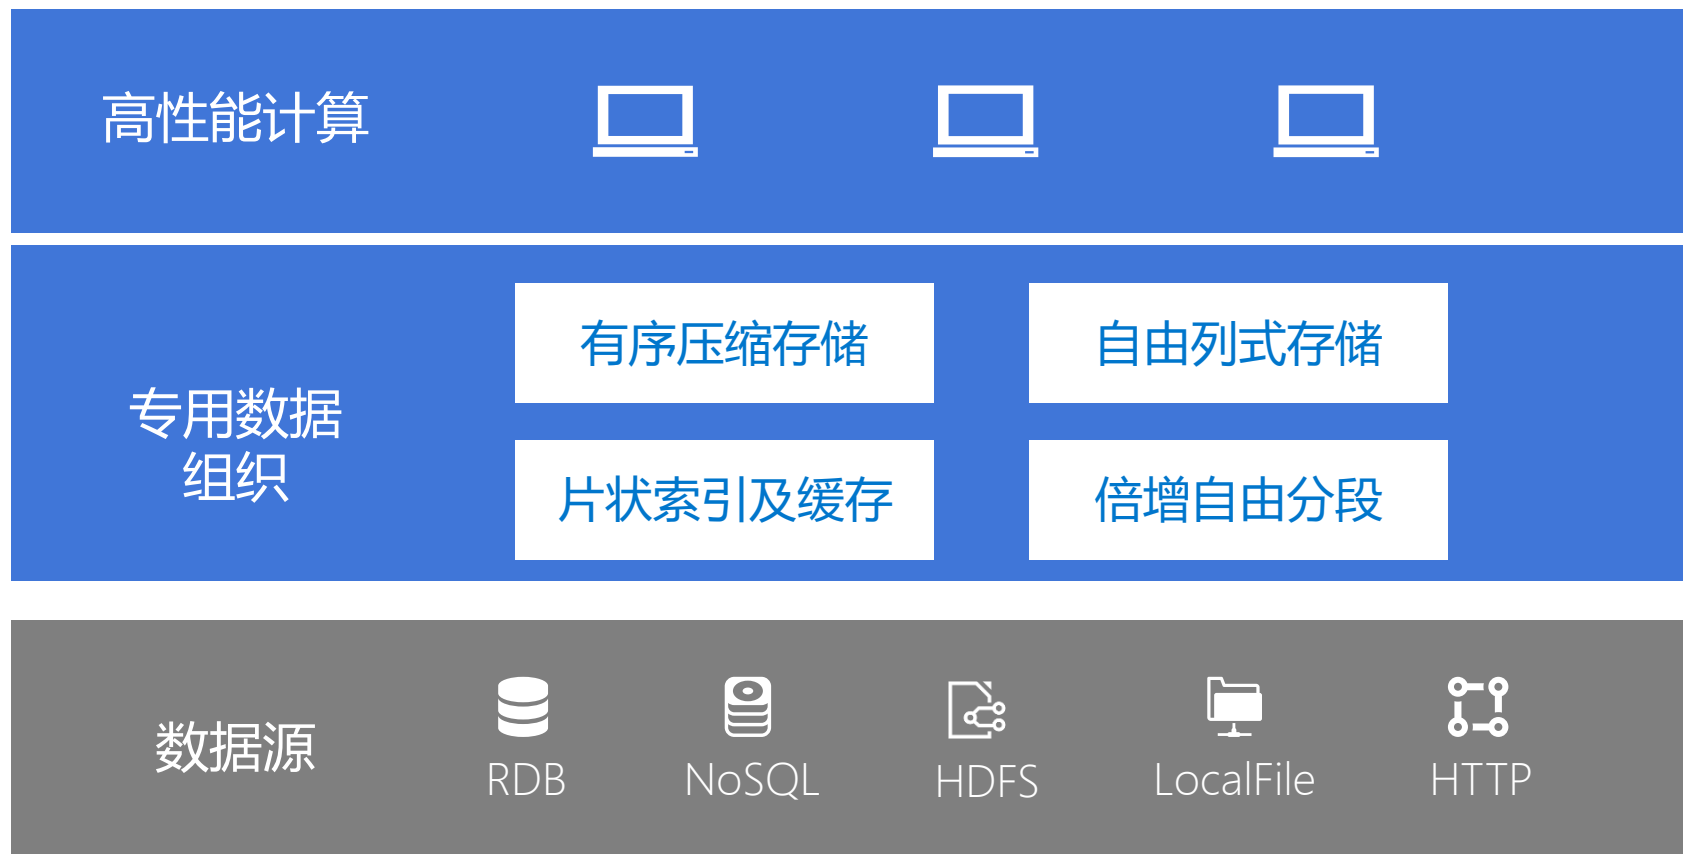 高性能计算
有序压缩存储
自由列式存储
专用数据
组织
片状索引及缓存
倍增自由分段
数据源
RDB
NoSQL
HDFS
LocalFile
HTTP